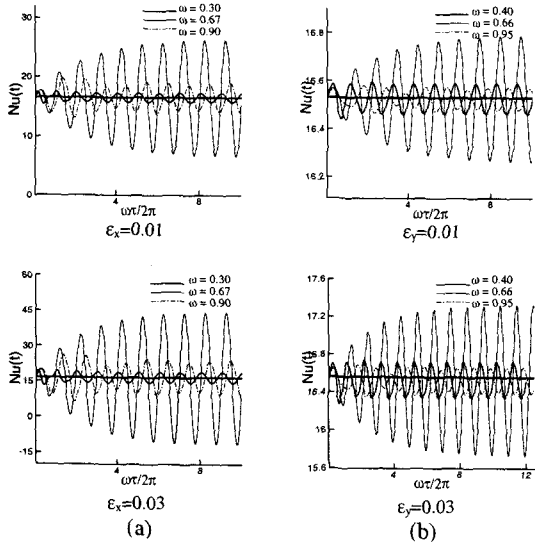 Nu(t)
30
20
10
0
ω = 0.30
ω = 0.67
ω = 0.90
4
8
ωτ/2π
εx=0.01
Nu(t)
16.8
16.4
16.2
ω = 0.40
ω = 0.66
ω = 0.95
4
8
ωτ/2π
εy=0.01
Nu(t)
60
45
30
15
0
-15
ω = 0.30
ω = 0.67
ω = 0.90
4
8
ωτ/2π
εx=0.03
(a)
Nu(t)
17.6
17.2
16.8
16.4
16.0
15.6
ω = 0.40
ω = 0.66
ω = 0.95
4
8
12
ωτ/2π
εy=0.03
(b)